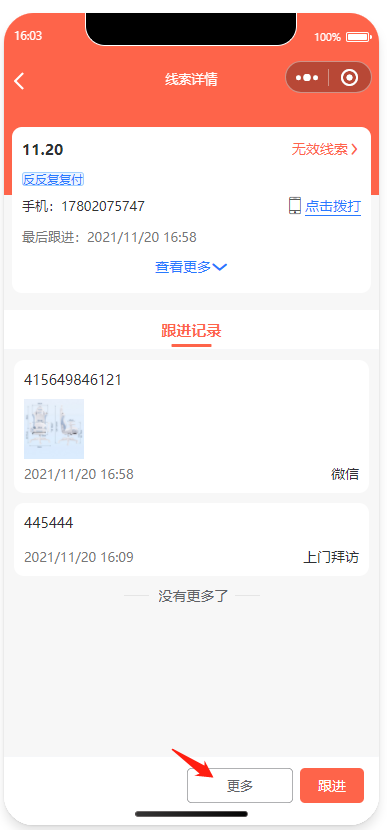 16:03
100%
线索详情
11.20
无效线索
反反复复付
手机：17802075747
点击拨打
最后跟进：2021/11/20 16:58
查看更多
跟进记录
415649846121
2021/11/20 16:58
微信
445444
2021/11/20 16:09
上门拜访
没有更多了
更多
跟进